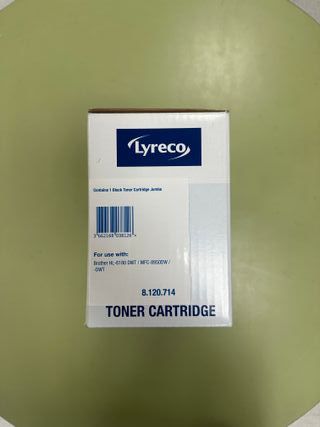 Lyreco
Contains 1 Black Toner Cartridge Jumbo
For use with:
Brother HL-6180 DWT / MFC-8950DW /
-DWT
8.120.714
TONER CARTRIDGE